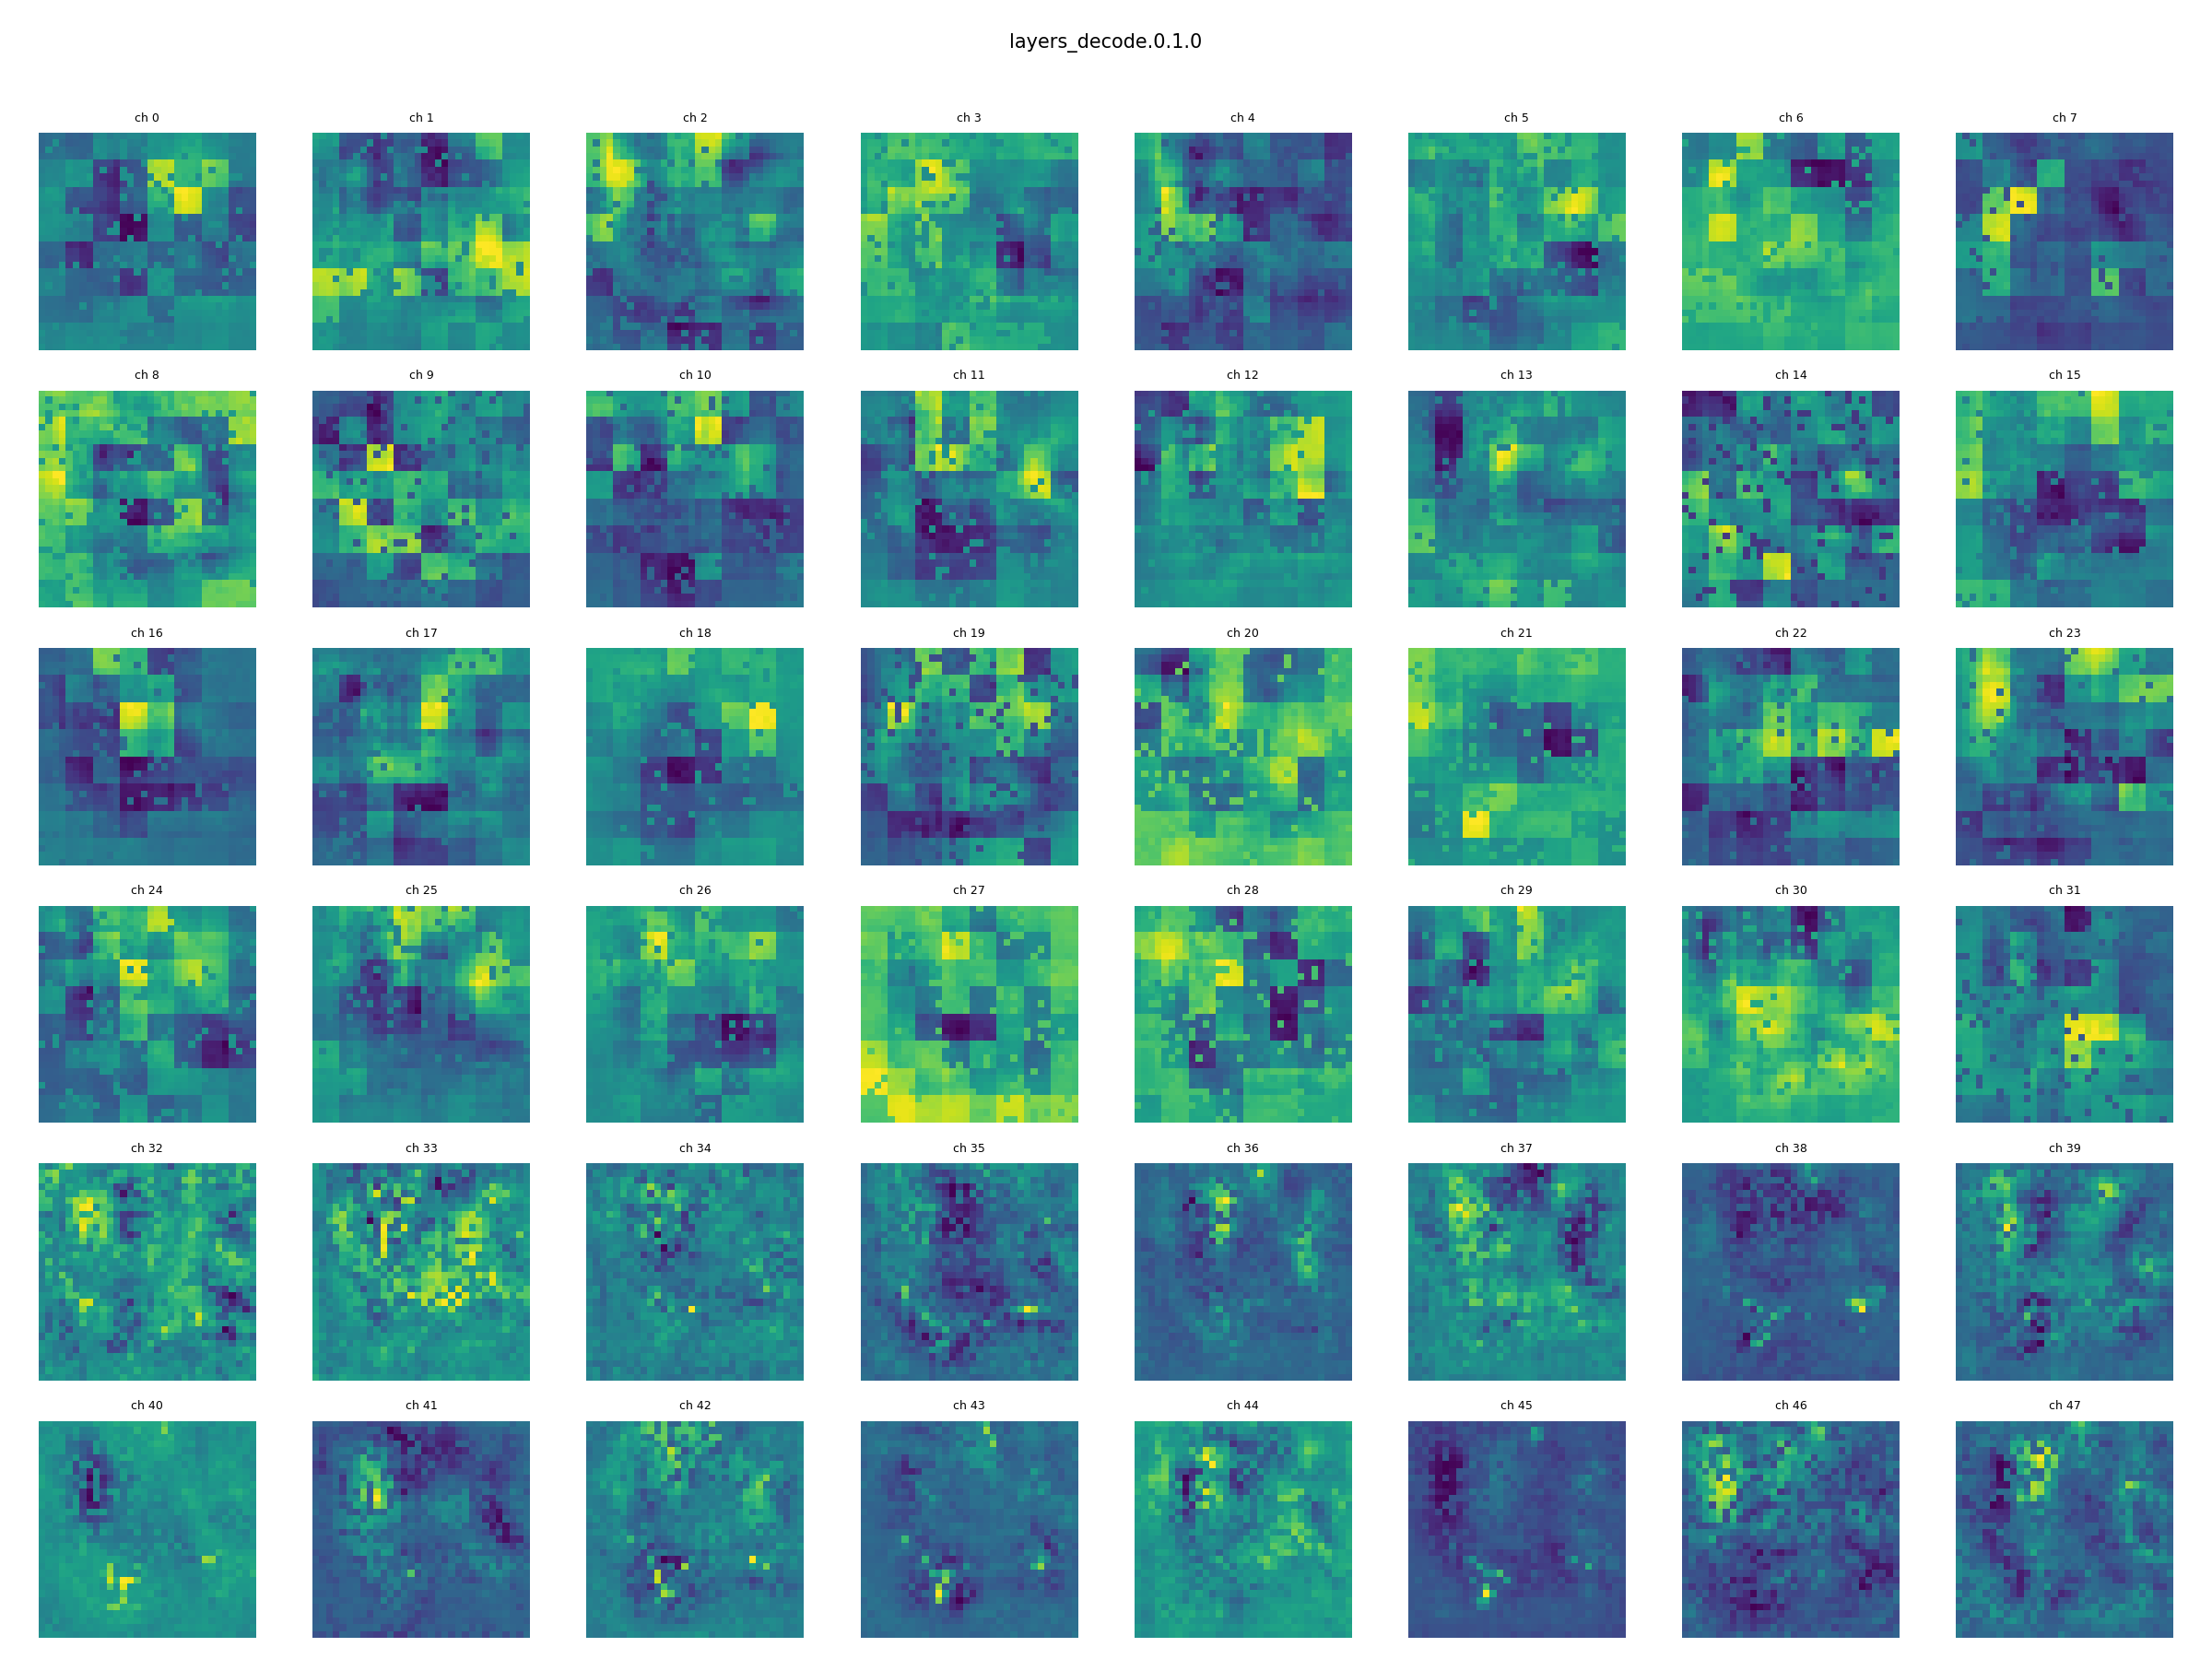 layers_decode.0.1.0
ch 0 ch 1 ch 2 ch 3 ch 4 ch 5 ch 6 ch 7
ch 8 ch 9 ch 10 ch 11 ch 12 ch 13 ch 14 ch 15
ch 16 ch 17 ch 18 ch 19 ch 20 ch 21 ch 22 ch 23
ch 24 ch 25 ch 26 ch 27 ch 28 ch 29 ch 30 ch 31
ch 32 ch 33 ch 34 ch 35 ch 36 ch 37 ch 38 ch 39
ch 40 ch 41 ch 42 ch 43 ch 44 ch 45 ch 46 ch 47